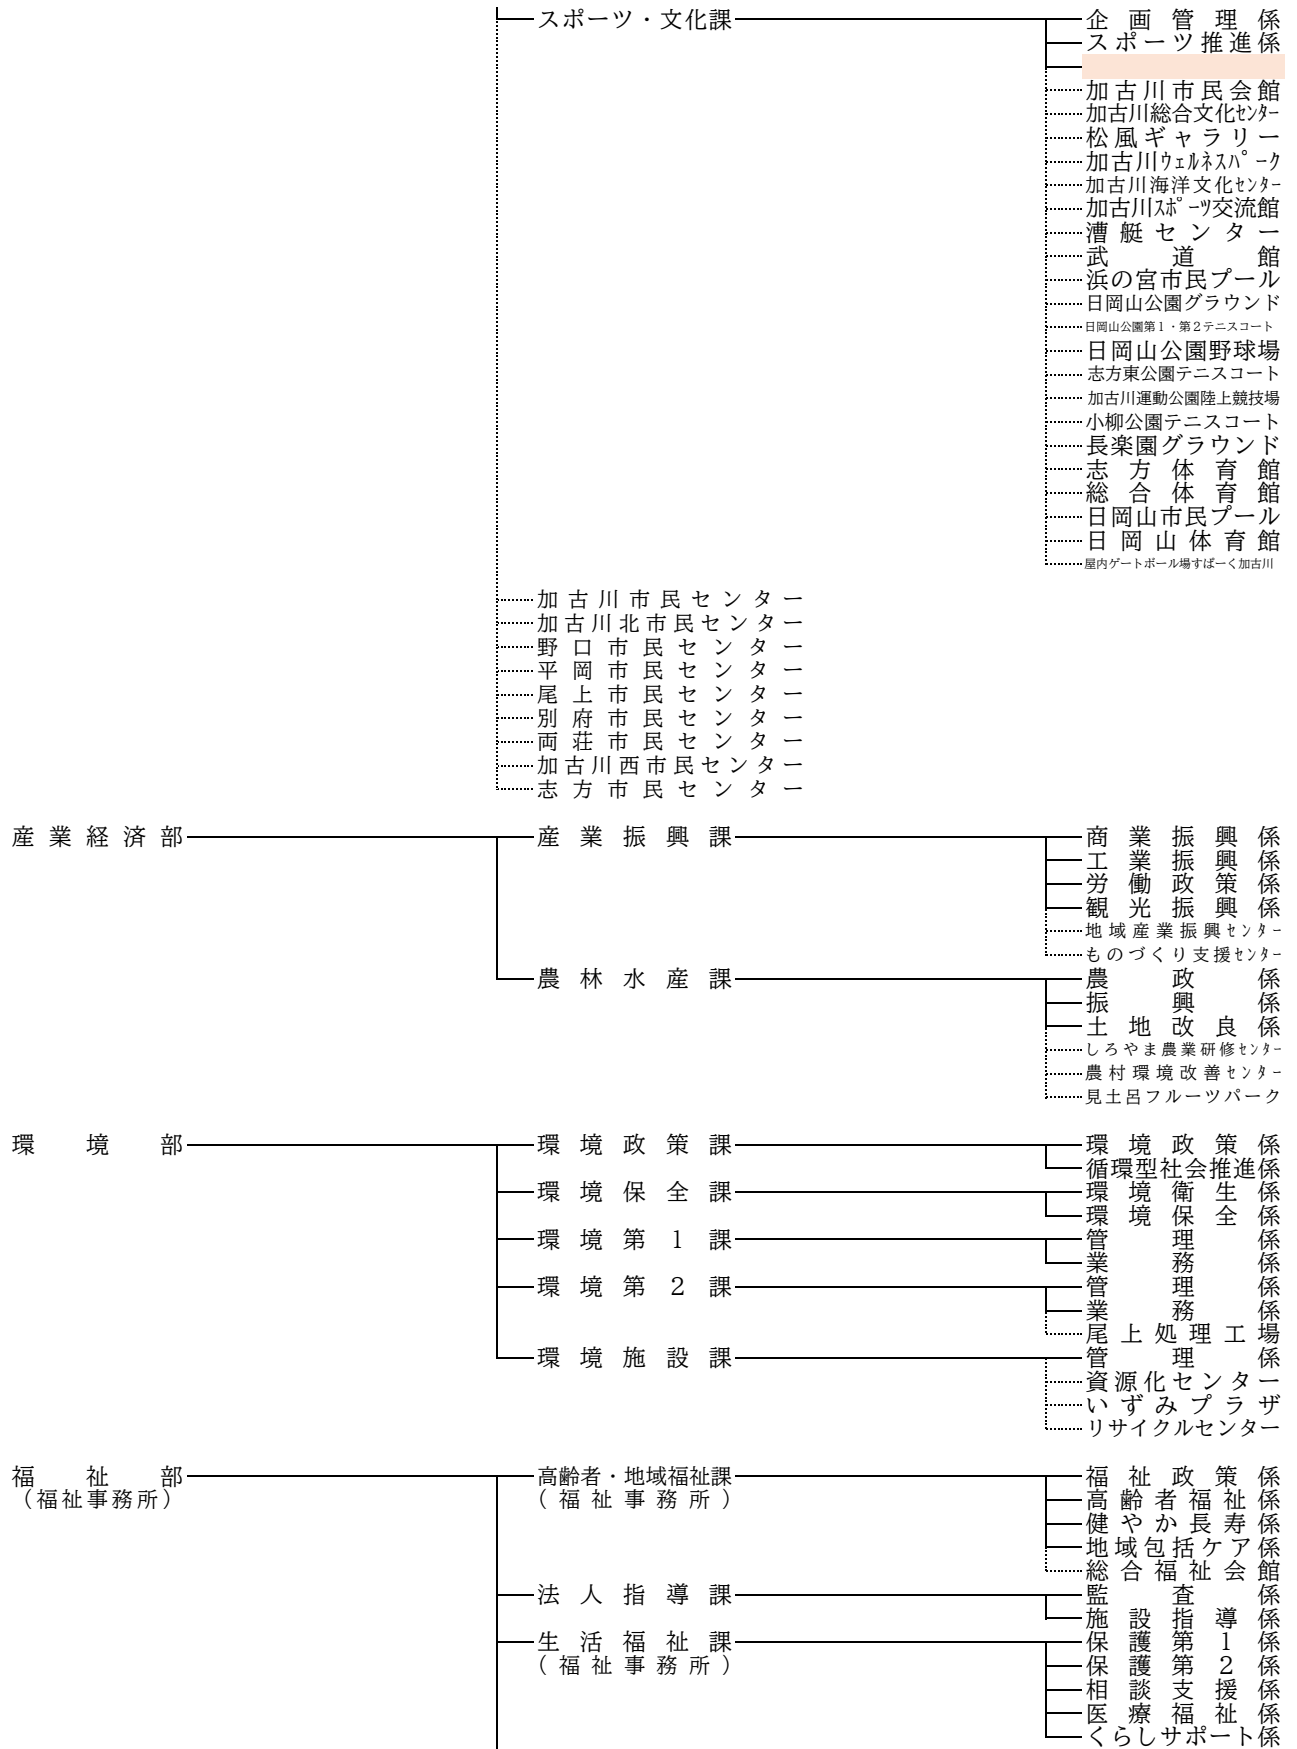 スポーツ・文化課 企画管理係
スポーツ推進係
加古川市民会館
加古川総合文化ｾﾝﾀｰ
松風ギャラリー
加古川ｳｪﾙﾈｽﾊﾟｰｸ
加古川海洋文化ｾﾝﾀｰ
加古川ｽﾎﾟｰﾂ交流館
漕艇センター
武道館
浜の宮市民プール
日岡山公園グラウンド
日岡山公園第1・第2テニスコート
日岡山公園野球場
志方東公園テニスコート
加古川運動公園陸上競技場
小柳公園テニスコート
長楽園グラウンド
志方体育館
総合体育館
日岡山市民プール
日岡山体育館
屋内ゲートボール場すぱーく加古川
加古川市民センター
加古川北市民センター
野口市民センター
平岡市民センター
尾上市民センター
別府市民センター
両荘市民センター
加古川西市民センター
志方市民センター
産業経済部 産業振興課 商業振興係
工業振興係
労働政策係
観光振興係
地域産業振興ｾﾝﾀｰ
ものづくり支援ｾﾝﾀｰ
農林水産課 農政係
振興係
土地改良係
しろやま農業研修ｾﾝﾀｰ
農村環境改善ｾﾝﾀｰ
見土呂フルーツパーク
環境部 環境政策課 環境政策係
循環型社会推進係
環境保全課 環境衛生係
環境保全係
環境第1課 管理係
業務係
環境第2課 管理係
業務係
尾上処理工場
環境施設課 管理係
資源化センター
いずみプラザ
リサイクルセンター
福祉部 高齢者・地域福祉課 福祉政策係
（福祉事務所） （福祉事務所） 高齢者福祉係
健やか長寿係
地域包括ケア係
総合福祉会館
法人指導課 監査係
施設指導係
生活福祉課 保護第1係
（福祉事務所） 保護第2係
相談支援係
医療福祉係
くらしサポート係